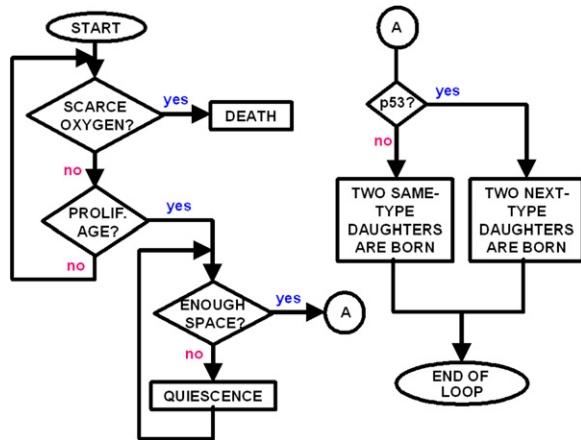 START
SCARCE
OXYGEN?
yes
DEATH
no
PROLIF.
AGE?
yes
no
ENOUGH
SPACE?
yes
A
no
QUIESCENCE
A
p53?
yes
no
TWO SAME-
TYPE
DAUGHTERS
ARE BORN
TWO NEXT-
TYPE
DAUGHTERS
ARE BORN
END OF
LOOP